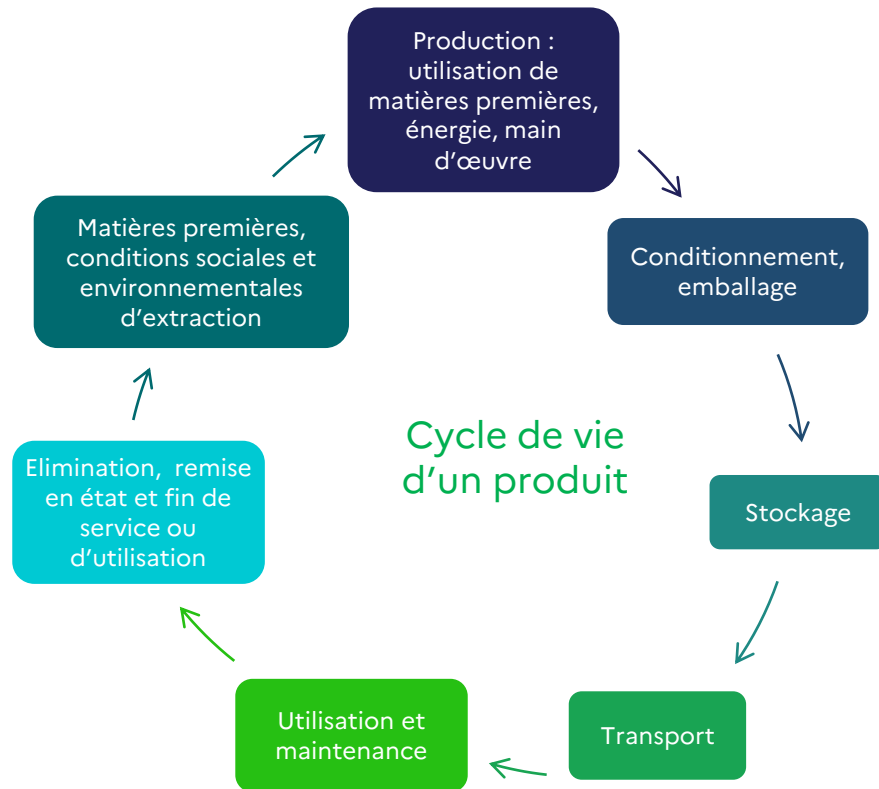 Production :
utilisation de
matières premières,
énergie, main
d'œuvre
Conditionnement,
emballage
Stockage
Transport
Utilisation et
maintenance
Elimination, remise
en état et fin de
service ou
d'utilisation
Matières premières,
conditions sociales et
environnementales
d'extraction
Cycle de vie
d'un produit